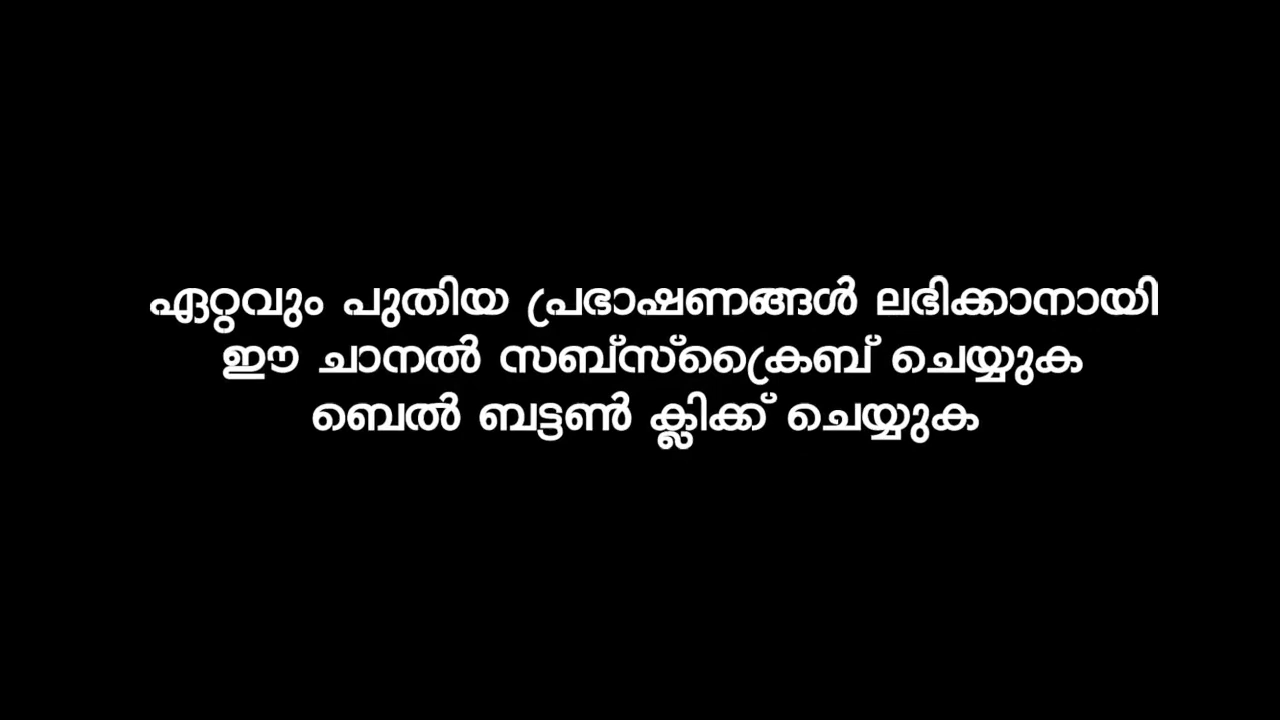 ഏറ്റവും പുതിയ പ്രഭാഷണങ്ങൾ ലഭിക്കാനായി
ഈ ചാനൽ സബ്സ്ക്രൈബ് ചെയ്യുക
ബെൽ ബട്ടൺ ക്ലിക്ക് ചെയ്യുക